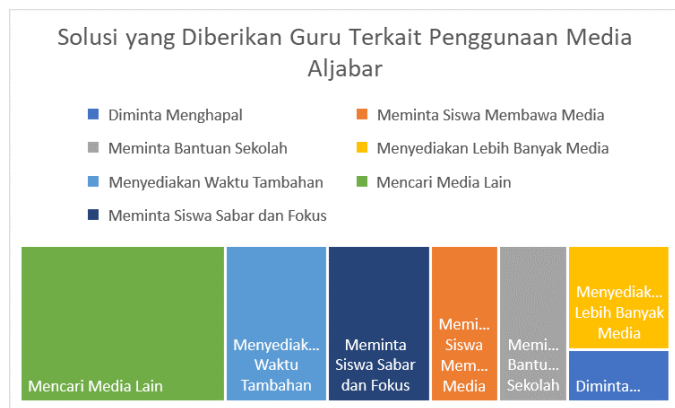 Solusi yang Diberikan Guru Terkait Penggunaan Media
Aljabar
Diminta Menghapal
Meminta Siswa Membawa Media
Meminta Bantuan Sekolah
Menyediakan Lebih Banyak Media
Menyediakan Waktu Tambahan
Mencari Media Lain
Meminta Siswa Sabar dan Fokus
Mencari Media Lain
Menyediak...
Waktu
Tambahan
Meminta
Siswa Sabar
dan Fokus
Memi...
Siswa
Mem...
Media
Memi...
Bantu...
Sekolah
Menyediak...
Lebih Banyak
Media
Diminta...